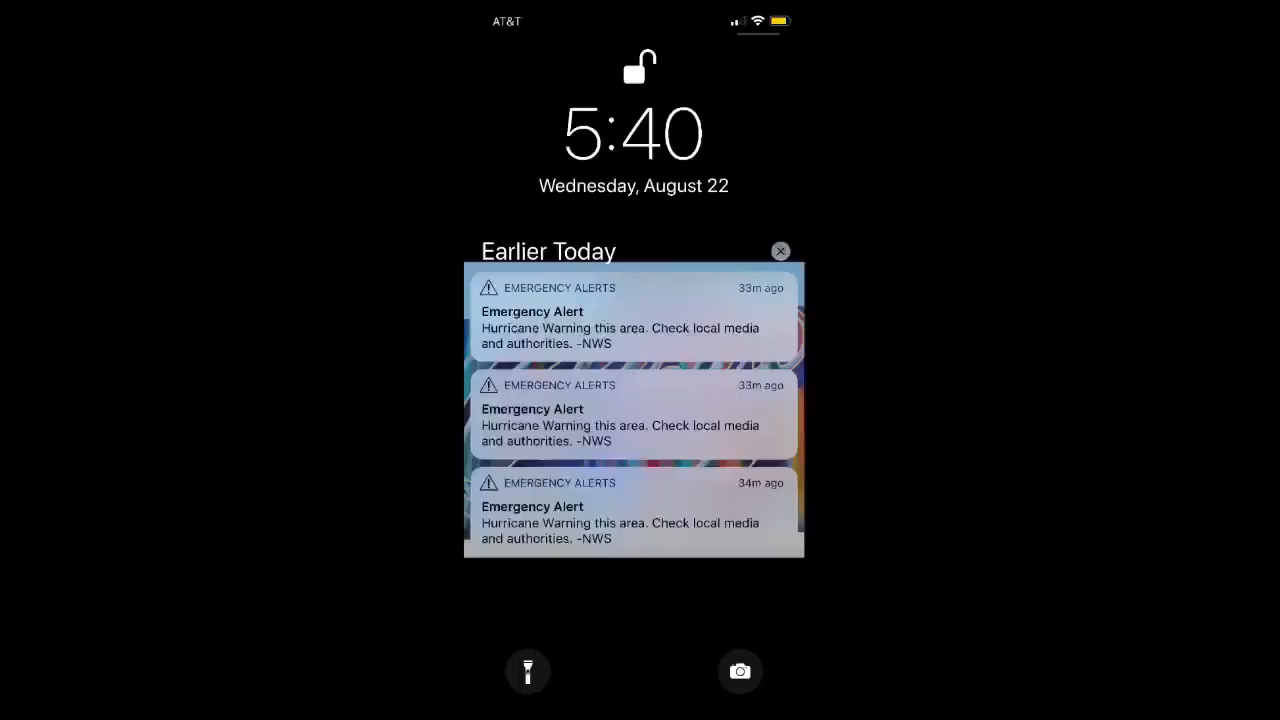 AT&T
5:40
Wednesday, August 22
Earlier Today
EMERGENCY ALERTS 33m ago
Emergency Alert
Hurricane Warning this area. Check local media
and authorities. -NWS
EMERGENCY ALERTS 33m ago
Emergency Alert
Hurricane Warning this area. Check local media
and authorities. -NWS
EMERGENCY ALERTS 34m ago
Emergency Alert
Hurricane Warning this area. Check local media
and authorities. -NWS